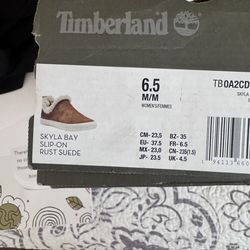 Timberland
6.5
M/M
WOMEN'S/FEMMES
TB0A2CD
SKYLA
SKYLA BAY
SLIP-ON
RUST SUEDE
CM- 23,5 BZ- 35
EU- 37.5 FR- 6.5
MX- 23,0 CN- 235(1.5)
JP- 23.5 UK- 4.5